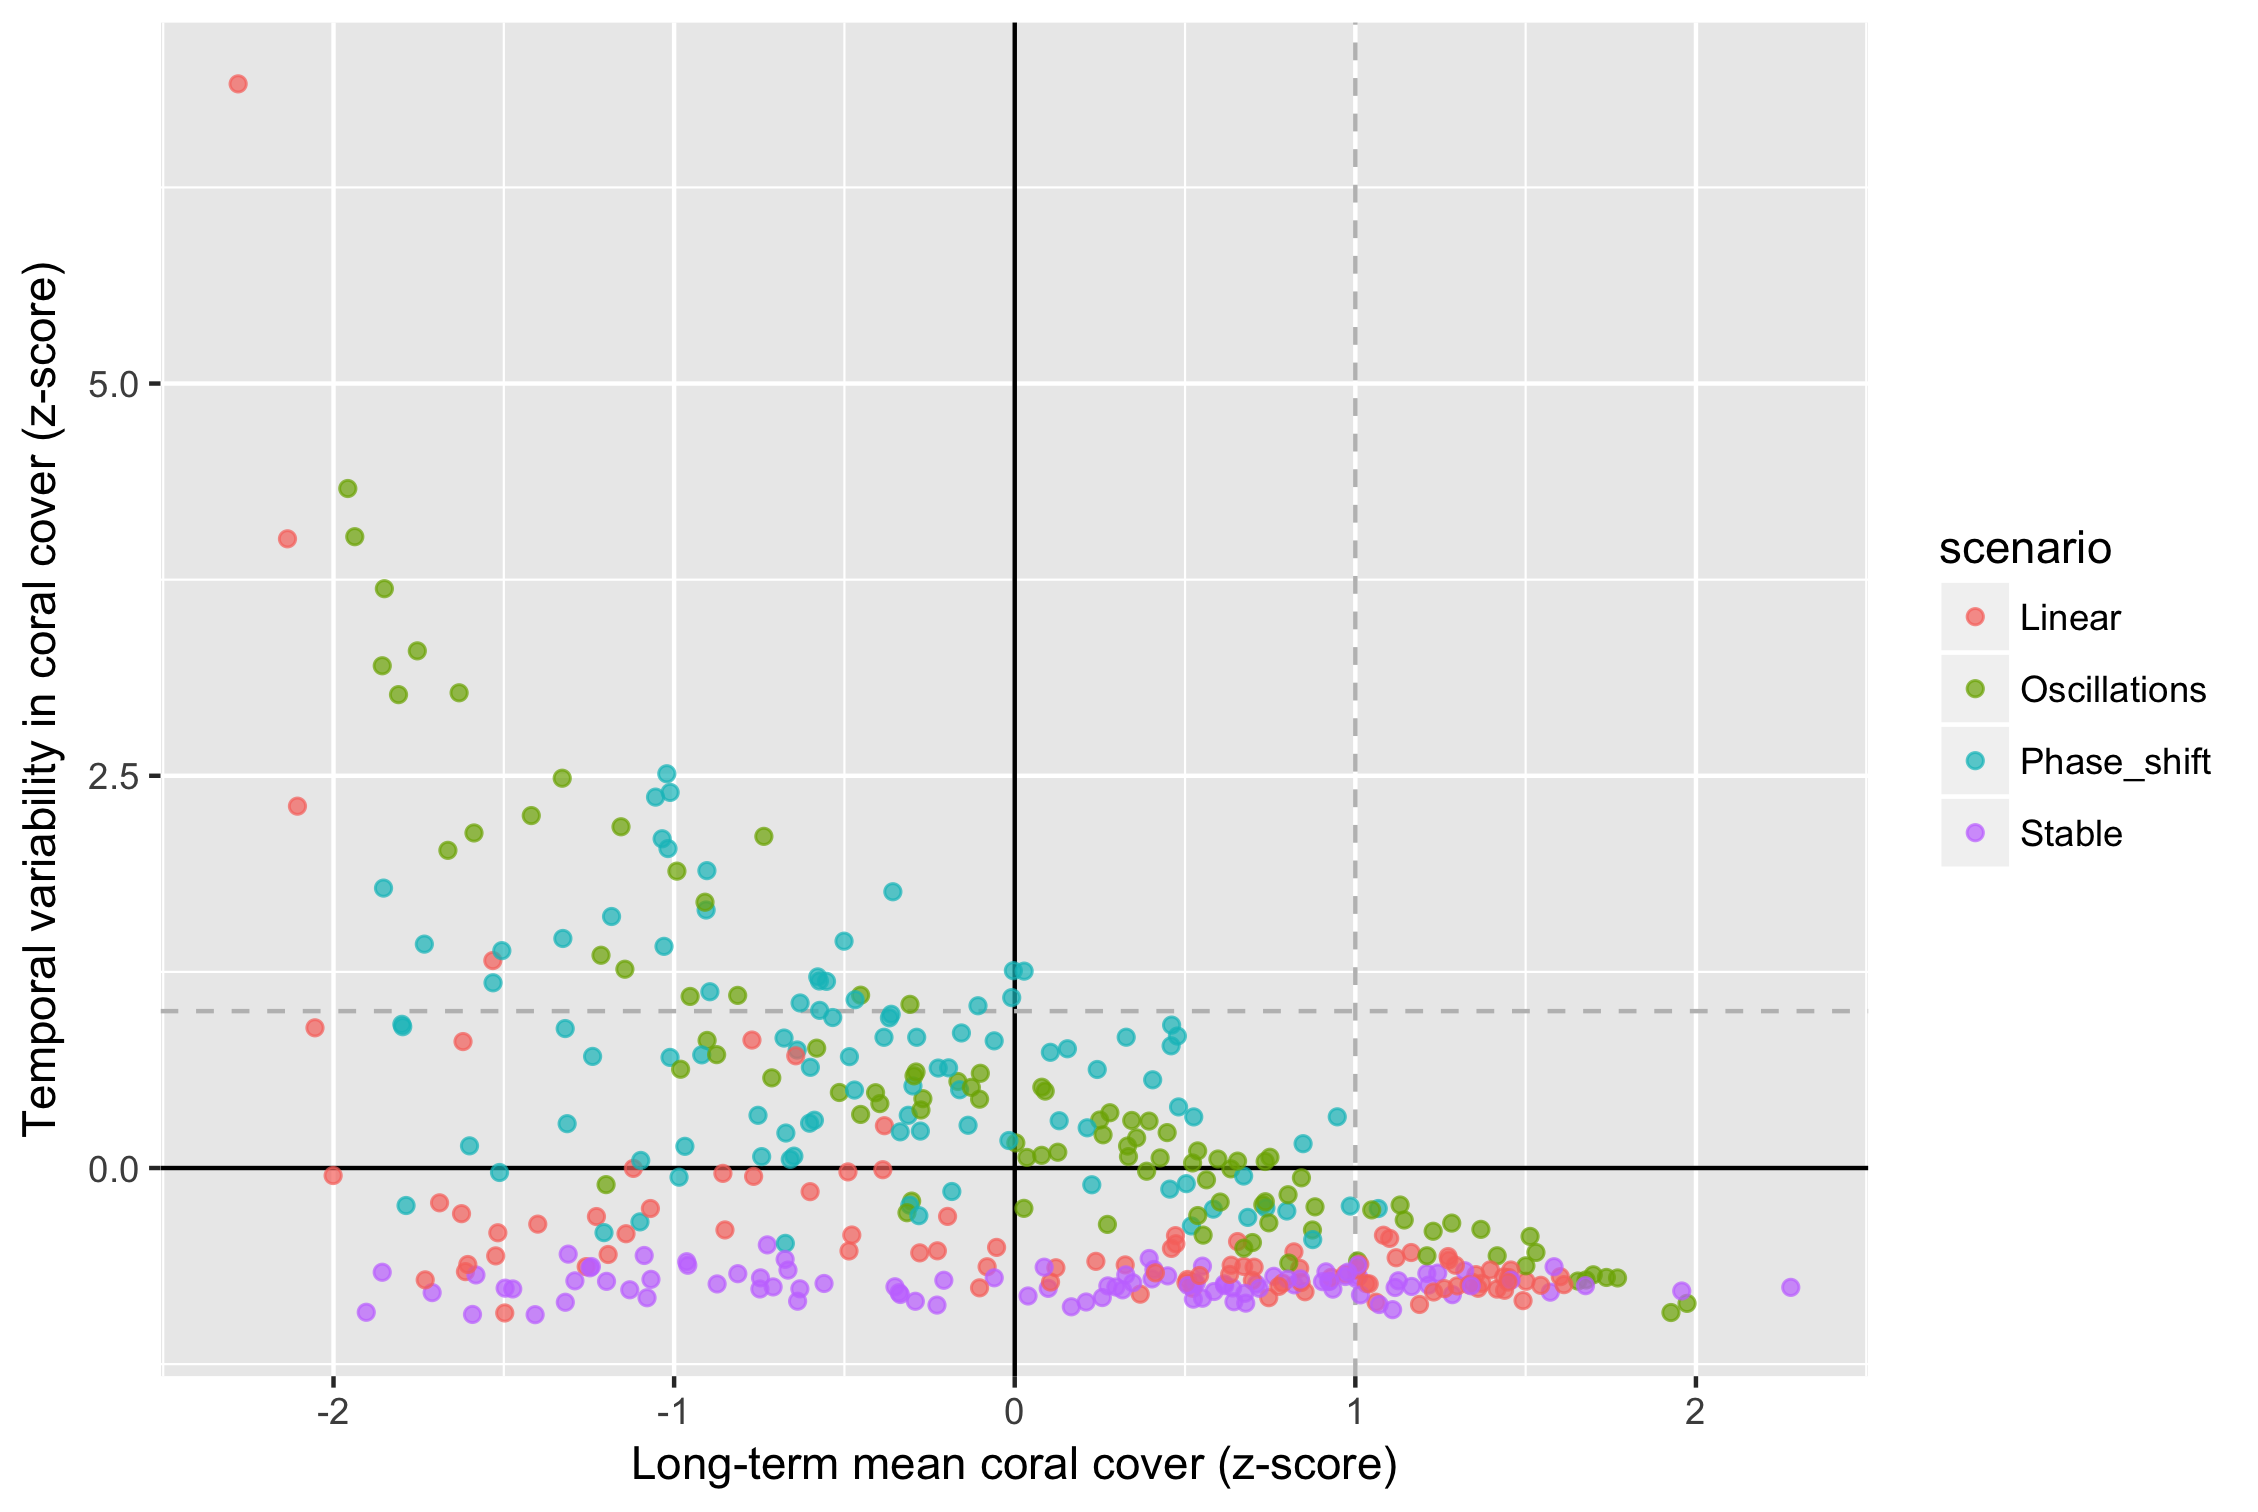 Temporal variability in coral cover (z-score)
5.0
2.5
0.0
-2
-1
0
1
2
Long-term mean coral cover (z-score)
scenario
Linear
Oscillations
Phase_shift
Stable